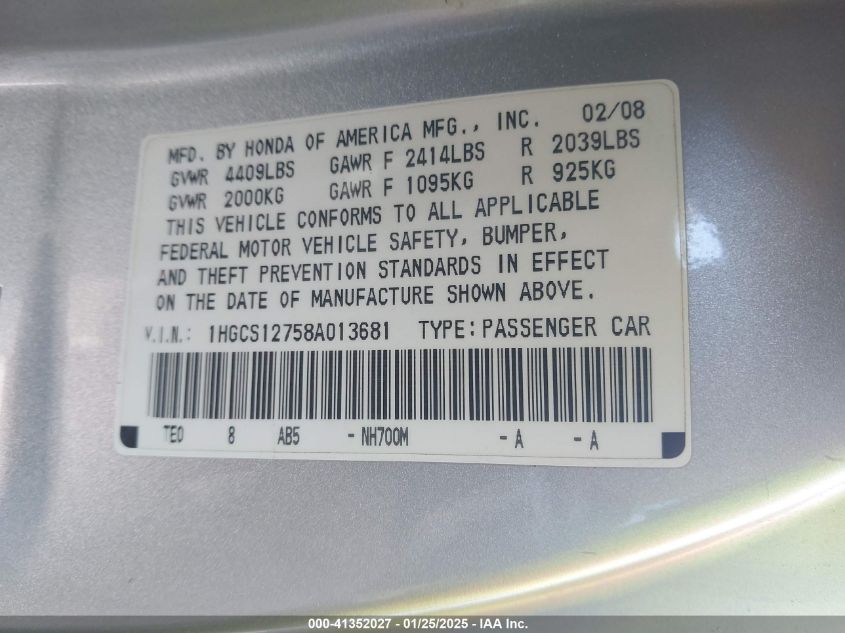 MFD. BY HONDA OF AMERICA MFG., INC. 02/08
GVWR 4409LBS GAWR F 2414LBS R 2039LBS
GVWR 2000KG GAWR F 1095KG R 925KG
THIS VEHICLE CONFORMS TO ALL APPLICABLE
FEDERAL MOTOR VEHICLE SAFETY, BUMPER,
AND THEFT PREVENTION STANDARDS IN EFFECT
ON THE DATE OF MANUFACTURE SHOWN ABOVE.
V.I.N.: 1HGCS12758A013681 TYPE:PASSENGER CAR
TE0 8 AB5 - NH700M - A - A
000-41352027 - 01/25/2025 - IAA Inc.